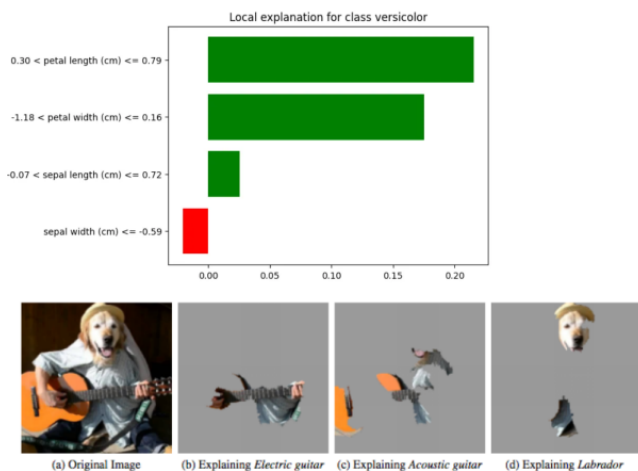 Local explanation for class versicolor
0.30 < petal length (cm) <= 0.79
-1.18 < petal width (cm) <= 0.16
-0.07 < sepal length (cm) <= 0.72
sepal width (cm) <= -0.59
0.00 0.05 0.10 0.15 0.20
(a) Original Image (b) Explaining Electric guitar (c) Explaining Acoustic guitar (d) Explaining Labrador